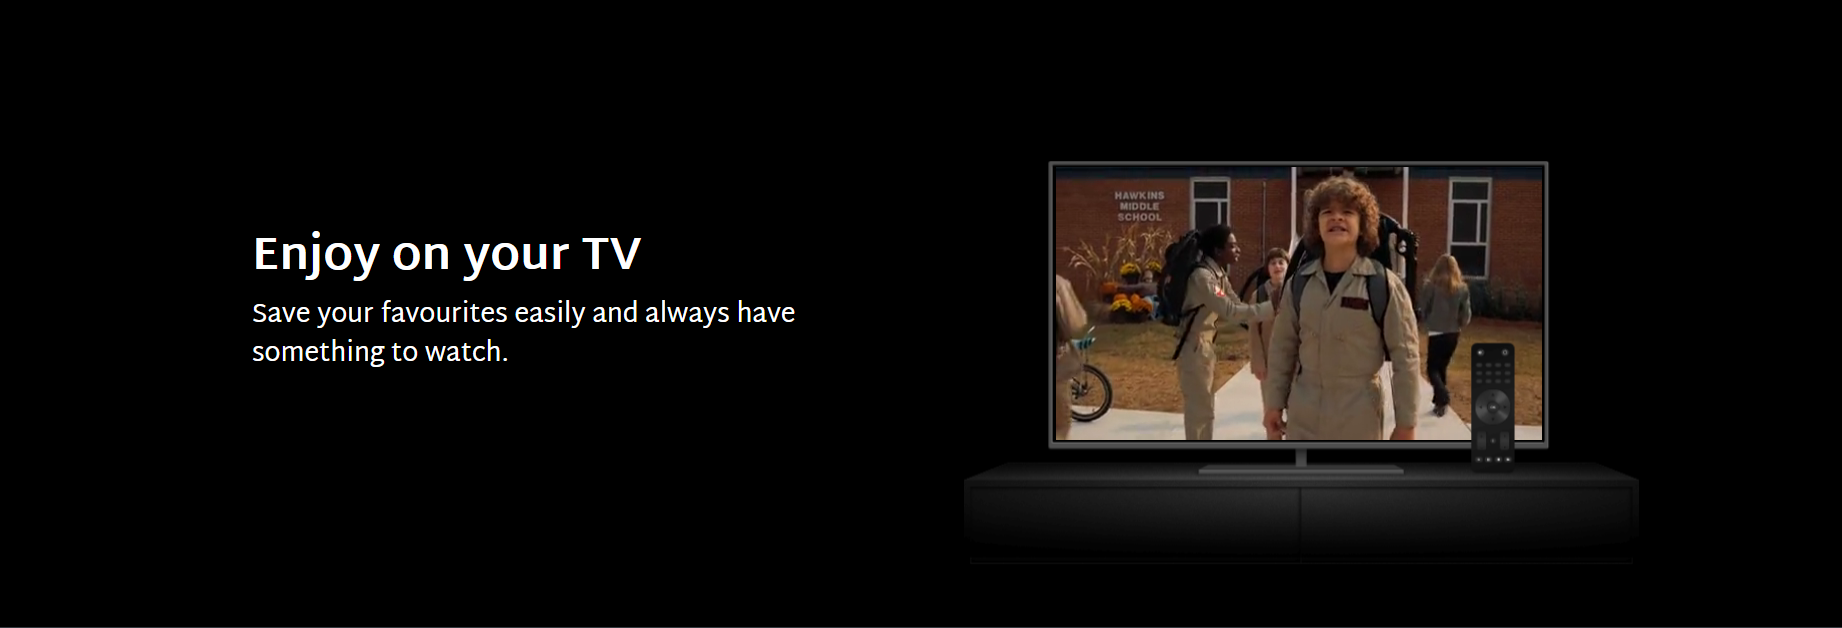 Enjoy on your TV
Save your favourites easily and always have
something to watch.
HAWKINS
MIDDLE
SCHOOL